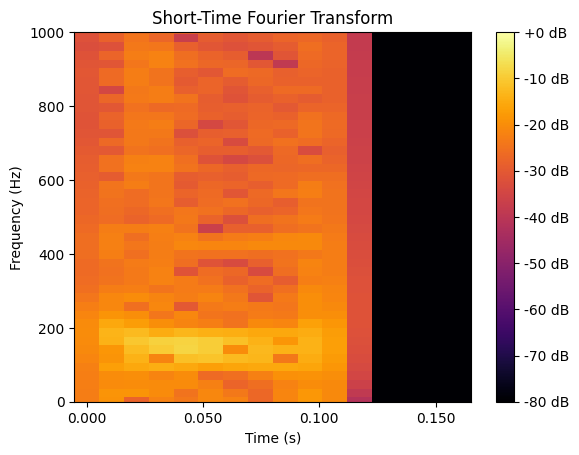 Short-Time Fourier Transform
1000
800
600
400
200
0
Frequency (Hz)
0.000
0.050
0.100
0.150
Time (s)
+0 dB
-10 dB
-20 dB
-30 dB
-40 dB
-50 dB
-60 dB
-70 dB
-80 dB